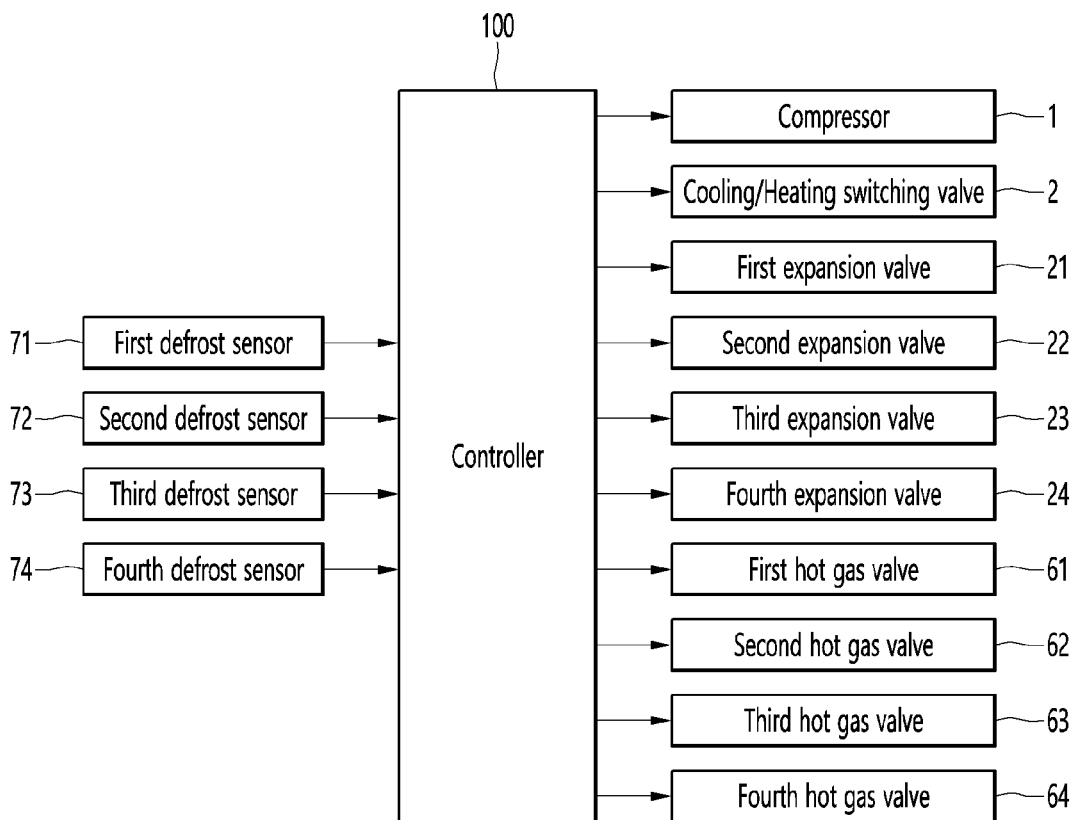 100
Compressor 1
Cooling/Heating switching valve 2
First expansion valve 21
71 First defrost sensor Second expansion valve 22
72 Second defrost sensor Third expansion valve 23
Controller
73 Third defrost sensor Fourth expansion valve 24
74 Fourth defrost sensor First hot gas valve 61
Second hot gas valve 62
Third hot gas valve 63
Fourth hot gas valve 64